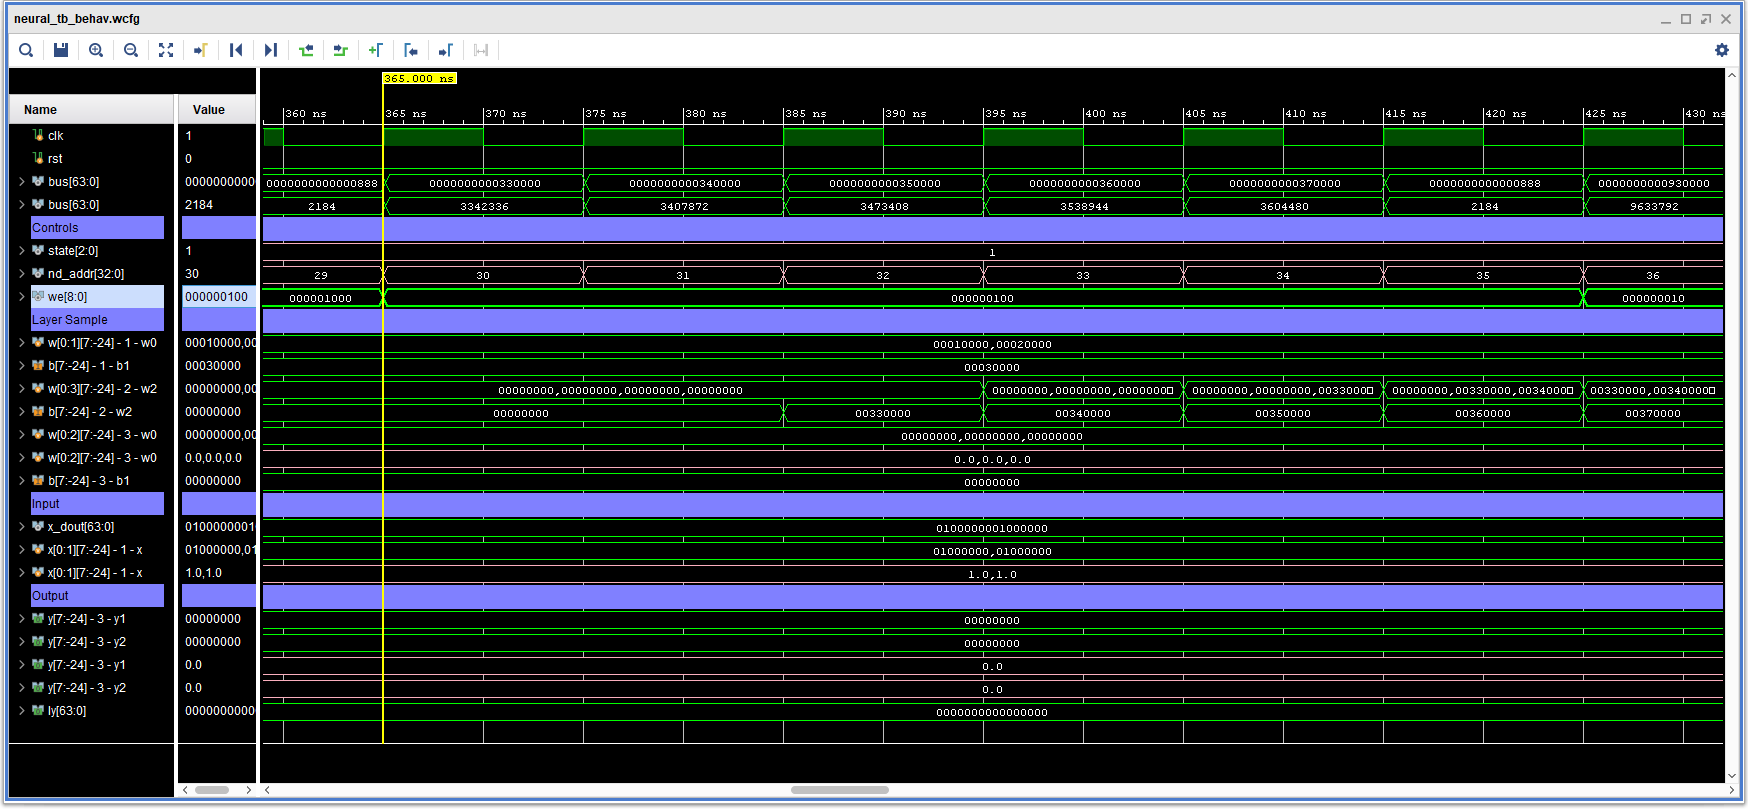 neural_tb_behav.wcfg
365.000 ns
Name Value 360 ns 365 ns 370 ns 375 ns 380 ns 385 ns 390 ns 395 ns 400 ns 405 ns 410 ns 415 ns 420 ns 425 ns 430 ns
clk 1
rst 0
bus[63:0] 00000000000 0000000000000888 0000000000330000 0000000000340000 0000000000350000 0000000000360000 0000000000370000 0000000000000888 0000000000930000
bus[63:0] 2184 2184 3342336 3407872 3473408 3538944 3604480 2184 9633792
Controls
state[2:0] 1 1
nd_addr[32:0] 30 29 30 31 32 33 34 35 36
we[8:0] 000000100 000001000 000000100 000000010
Layer Sample
w[0:1][7:-24] - 1 - w0 00010000,00 00010000,00020000
b[7:-24] - 1 - b1 00030000 00030000
w[0:3][7:-24] - 2 - w2 00000000,00 00000000,00000000,00000000,00000000 00000000,00000000,00000000 00000000,00000000,0033000 00000000,00330000,0034000 00330000,00340000
b[7:-24] - 2 - w2 00000000 00000000 00330000 00340000 00350000 00360000 00370000
w[0:2][7:-24] - 3 - w0 00000000,00 00000000,00000000,00000000
w[0:2][7:-24] - 3 - w0 0.0,0.0,0.0 0.0,0.0,0.0
b[7:-24] - 3 - b1 00000000 00000000
Input
x_dout[63:0] 0100000001 0100000001000000
x[0:1][7:-24] - 1 - x 01000000,01 01000000,01000000
x[0:1][7:-24] - 1 - x 1.0,1.0 1.0,1.0
Output
y[7:-24] - 3 - y1 00000000 00000000
y[7:-24] - 3 - y2 00000000 00000000
y[7:-24] - 3 - y1 0.0 0.0
y[7:-24] - 3 - y2 0.0 0.0
ly[63:0] 00000000000 0000000000000000